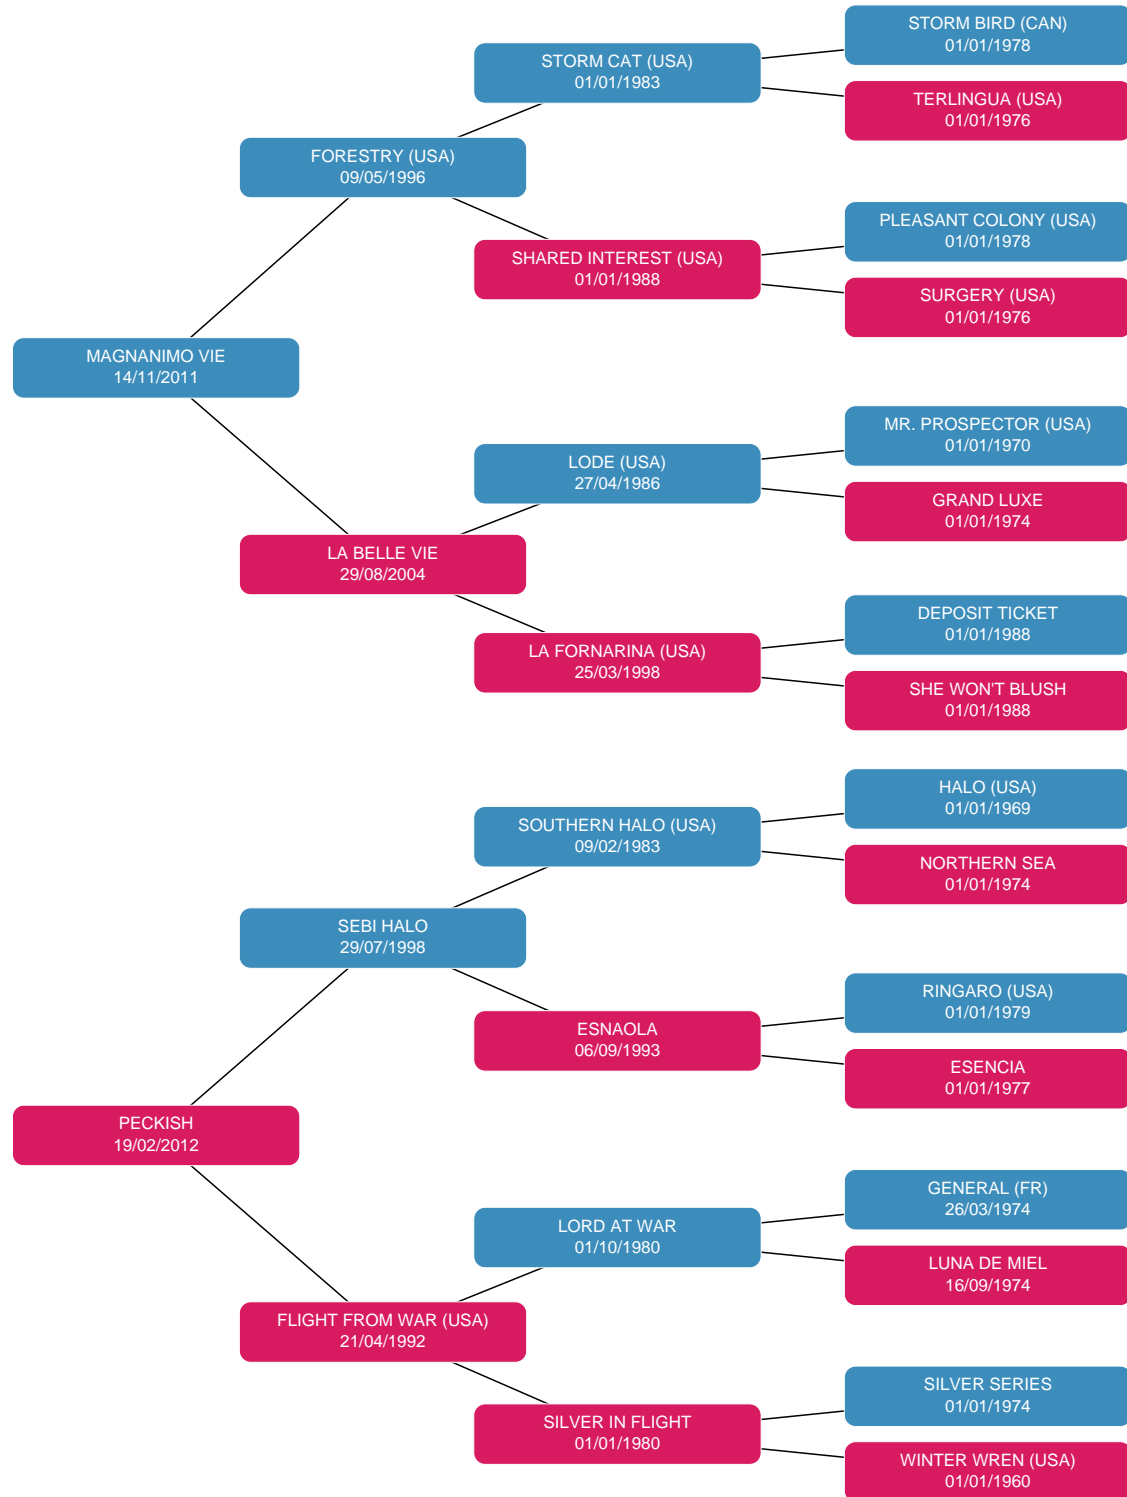 STORM BIRD (CAN)
01/01/1978
STORM CAT (USA)
01/01/1983
TERLINGUA (USA)
01/01/1976
FORESTRY (USA)
09/05/1996
PLEASANT COLONY (USA)
01/01/1978
SHARED INTEREST (USA)
01/01/1988
SURGERY (USA)
01/01/1976
MAGNANIMO VIE
14/11/2011
MR. PROSPECTOR (USA)
01/01/1970
LODE (USA)
27/04/1986
GRAND LUXE
01/01/1974
LA BELLE VIE
29/08/2004
DEPOSIT TICKET
01/01/1988
LA FORNARINA (USA)
25/03/1998
SHE WON'T BLUSH
01/01/1988
HALO (USA)
01/01/1969
SOUTHERN HALO (USA)
09/02/1983
NORTHERN SEA
01/01/1974
SEBI HALO
29/07/1998
RINGARO (USA)
01/01/1979
ESNAOLA
06/09/1993
ESENCIA
01/01/1977
PECKISH
19/02/2012
GENERAL (FR)
26/03/1974
LORD AT WAR
01/10/1980
LUNA DE MIEL
16/09/1974
FLIGHT FROM WAR (USA)
21/04/1992
SILVER SERIES
01/01/1974
SILVER IN FLIGHT
01/01/1980
WINTER WREN (USA)
01/01/1960